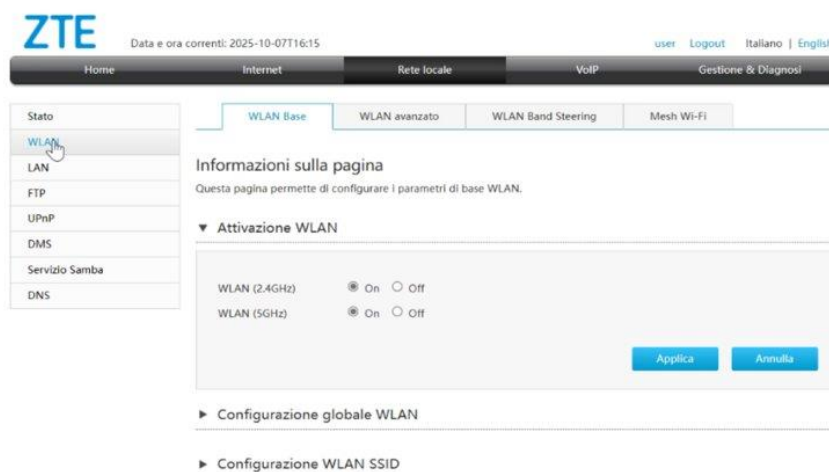 ZTE
Data e ora correnti: 2025-10-07T16:15
user Logout Italiano | English
Home Internet Rete locale VoIP Gestione & Diagnosi
Stato
WLAN
LAN
FTP
UPnP
DMS
Servizio Samba
DNS
WLAN Base WLAN avanzato WLAN Band Steering Mesh Wi-Fi
Informazioni sulla pagina
Questa pagina permette di configurare i parametri di base WLAN.
▼ Attivazione WLAN
WLAN (2.4GHz) On Off
WLAN (5GHz) On Off
Applica Annulla
▶ Configurazione globale WLAN
▶ Configurazione WLAN SSID